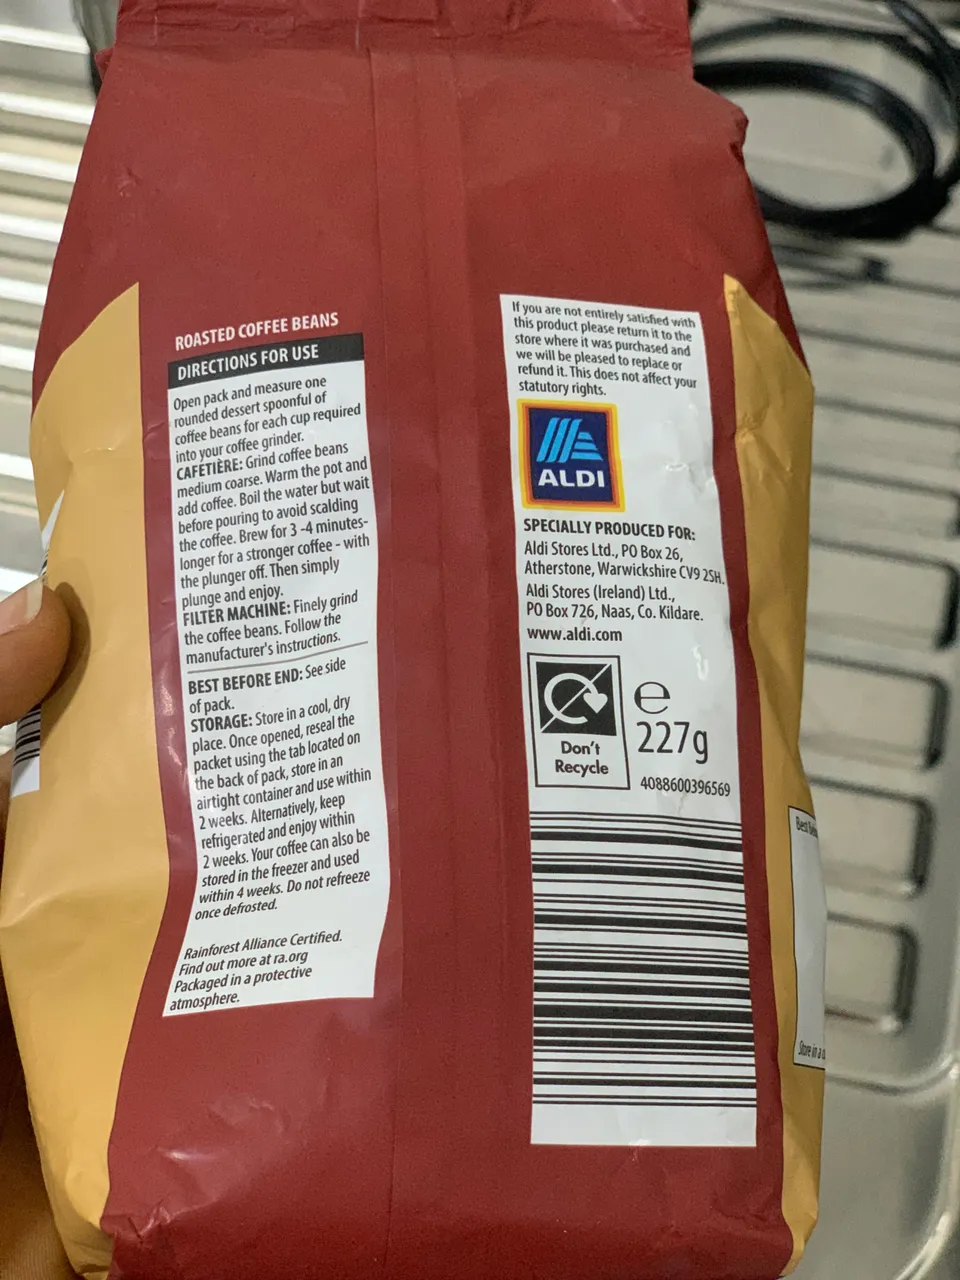 ROASTED COFFEE BEANS
DIRECTIONS FOR USE
Open pack and measure one
rounded dessert spoonful of
coffee beans for each cup required
into your coffee grinder.
CAFETIÈRE: Grind coffee beans
medium coarse. Warm the pot and
add coffee. Boil the water but wait
before pouring to avoid scalding
the coffee. Brew for 3 -4 minutes-
longer for a stronger coffee - with
the plunger off. Then simply
plunge and enjoy.
FILTER MACHINE: Finely grind
the coffee beans. Follow the
manufacturer's instructions.
BEST BEFORE END: See side
of pack.
STORAGE: Store in a cool, dry
place. Once opened, reseal the
packet using the tab located on
the back of pack, store in an
airtight container and use within
2 weeks. Alternatively, keep
refrigerated and enjoy within
2 weeks. Your coffee can also be
stored in the freezer and used
within 4 weeks. Do not refreeze
once defrosted.
Rainforest Alliance Certified.
Find out more at ra.org
Packaged in a protective
atmosphere.
If you are not entirely satisfied with
this product please return it to the
store where it was purchased and
we will be pleased to replace or
refund it. This does not affect your
statutory rights.
ALDI
SPECIALLY PRODUCED FOR:
Aldi Stores Ltd., PO Box 26,
Atherstone, Warwickshire CV9 2SH.
Aldi Stores (Ireland) Ltd.,
PO Box 726, Naas, Co. Kildare.
www.aldi.com
Don't
Recycle
e
227g
4088600396569
Best
Store in a